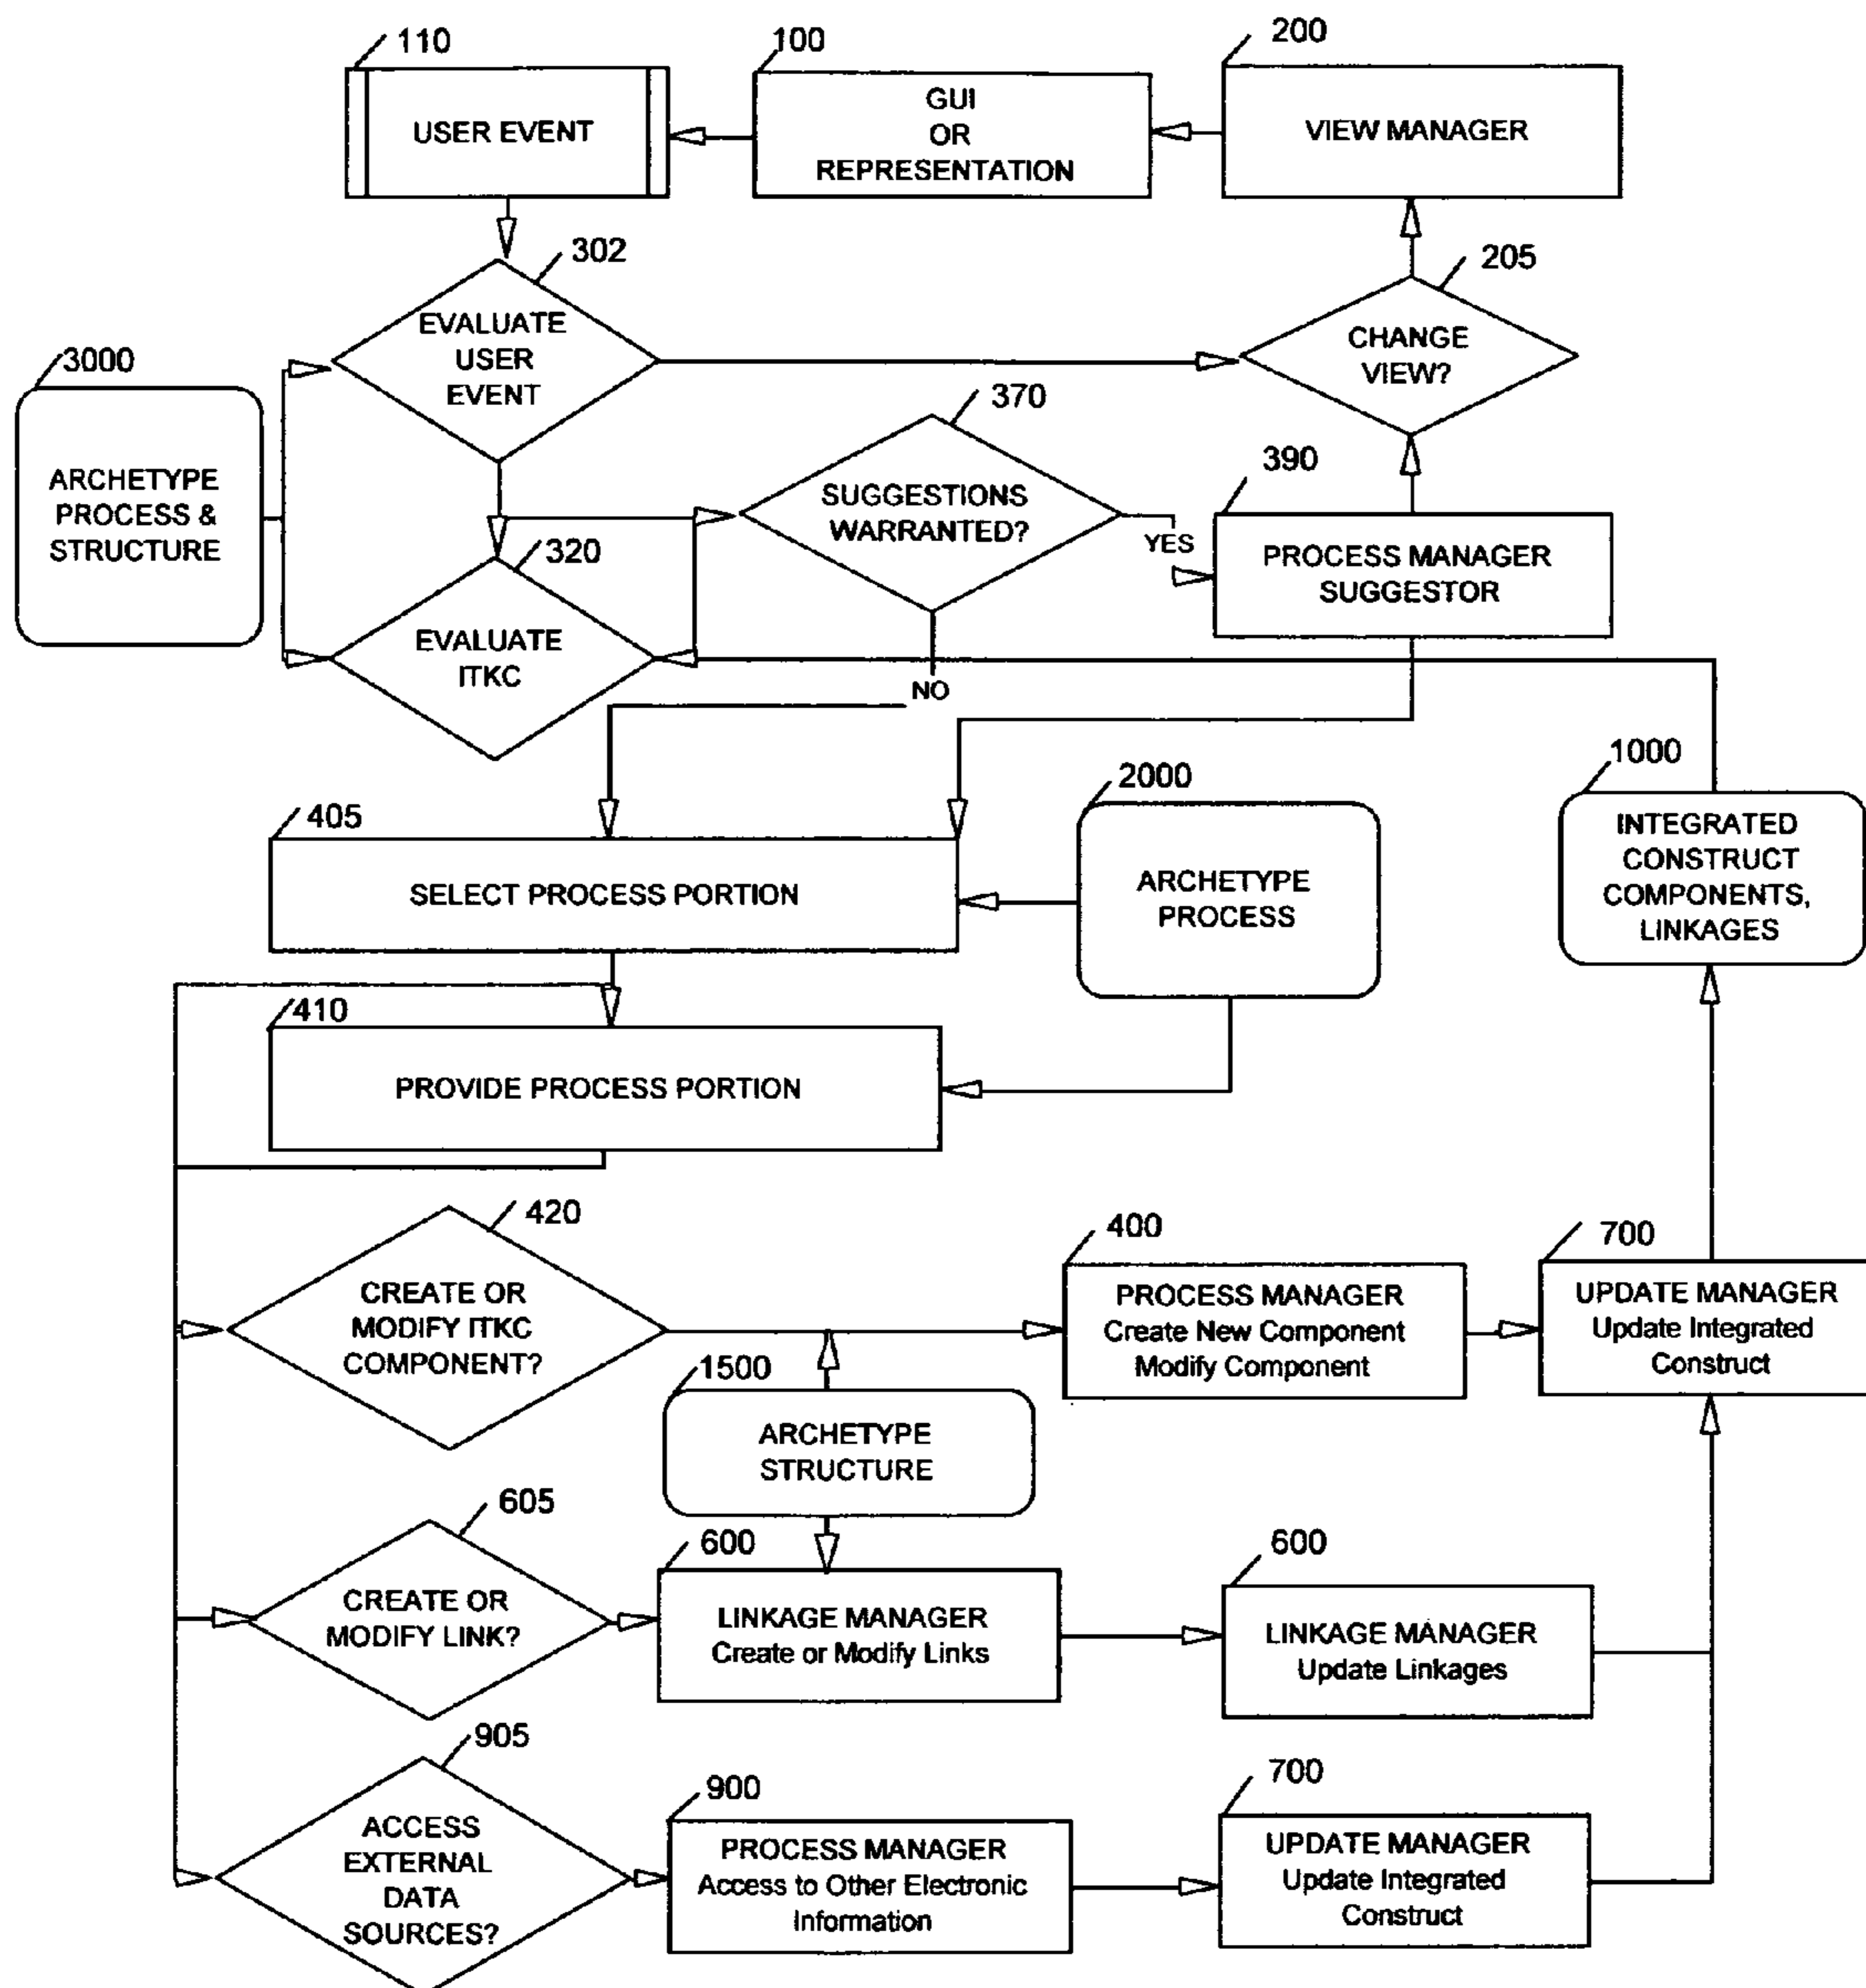 110
100
200
USER EVENT
GUI
OR
REPRESENTATION
VIEW MANAGER
302
205
EVALUATE
USER
EVENT
CHANGE
VIEW?
3000
ARCHETYPE
PROCESS &
STRUCTURE
370
SUGGESTIONS
WARRANTED?
YES
NO
390
PROCESS MANAGER
SUGGESTOR
320
EVALUATE
ITKC
405
SELECT PROCESS PORTION
2000
ARCHETYPE
PROCESS
1000
INTEGRATED
CONSTRUCT
COMPONENTS,
LINKAGES
410
PROVIDE PROCESS PORTION
420
CREATE OR
MODIFY ITKC
COMPONENT?
400
PROCESS MANAGER
Create New Component
Modify Component
700
UPDATE MANAGER
Update Integrated
Construct
1500
ARCHETYPE
STRUCTURE
605
CREATE OR
MODIFY LINK?
600
LINKAGE MANAGER
Create or Modify Links
600
LINKAGE MANAGER
Update Linkages
905
ACCESS
EXTERNAL
DATA
SOURCES?
900
PROCESS MANAGER
Access to Other Electronic
Information
700
UPDATE MANAGER
Update Integrated
Construct